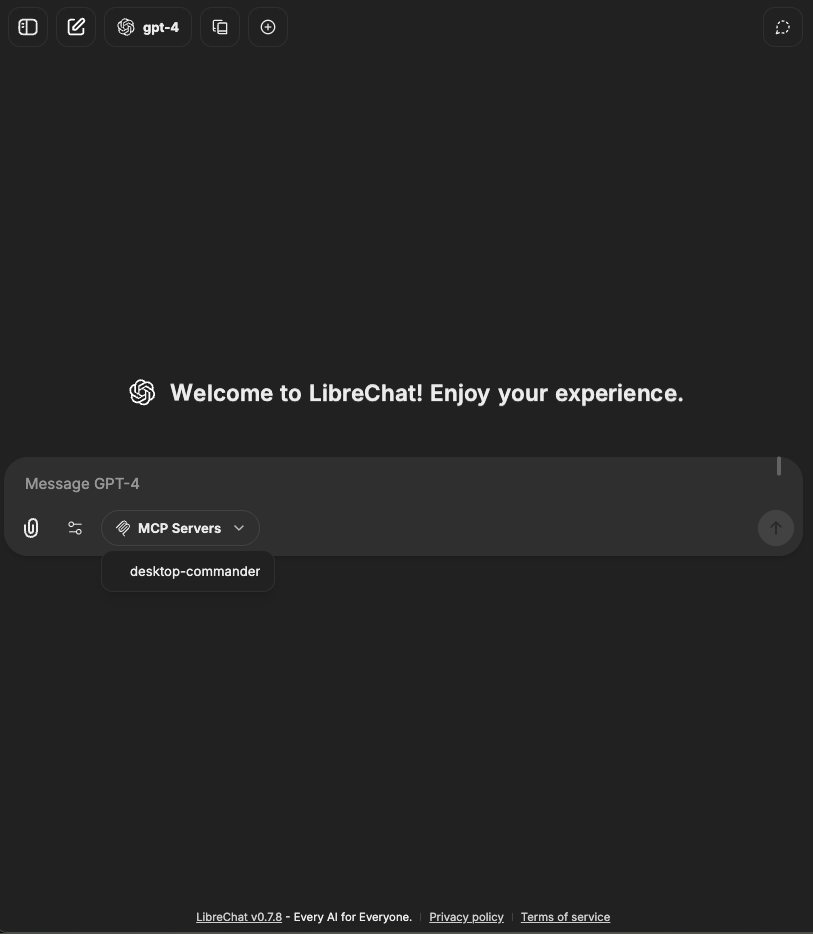 gpt-4
Welcome to LibreChat! Enjoy your experience.
Message GPT-4
MCP Servers
desktop-commander
LibreChat v0.7.8 - Every AI for Everyone. Privacy policy Terms of service